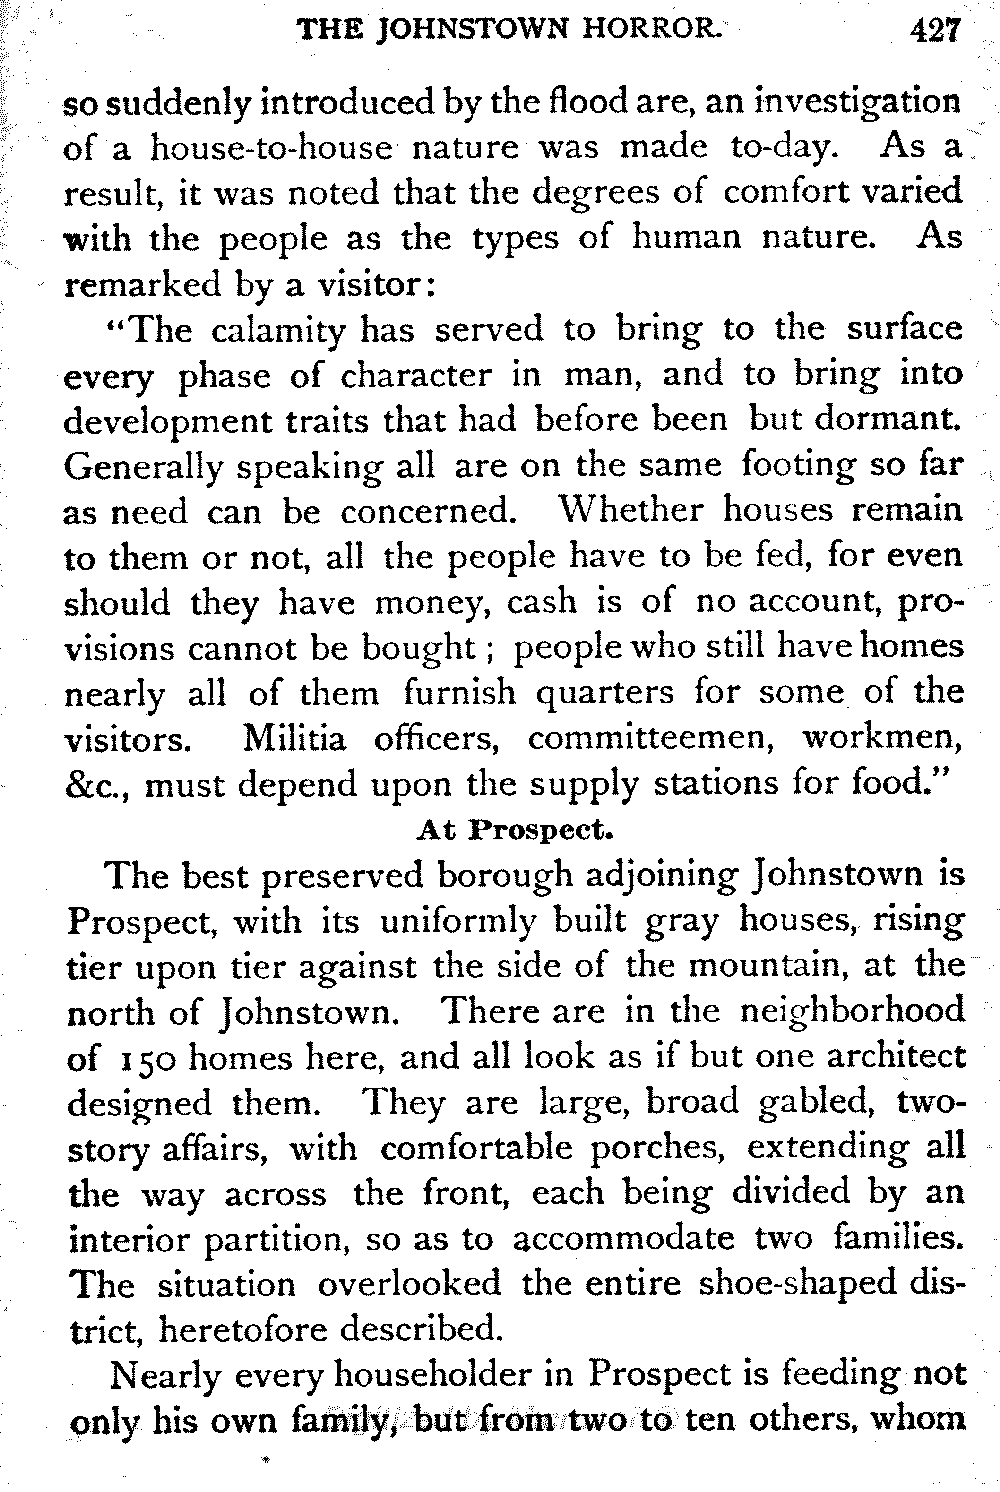 THE JOHNSTOWN HORROR. 427
so suddenly introduced by the flood are, an investigation
of a house-to-house nature was made to-day. As a
result, it was noted that the degrees of comfort varied
with the people as the types of human nature. As
remarked by a visitor:
“The calamity has served to bring to the surface
every phase of character in man, and to bring into
development traits that had before been but dormant.
Generally speaking all are on the same footing so far
as need can be concerned. Whether houses remain
to them or not, all the people have to be fed, for even
should they have money, cash is of no account, pro-
visions cannot be bought; people who still have homes
nearly all of them furnish quarters for some of the
visitors. Militia officers, committeemen, workmen,
&c., must depend upon the supply stations for food.”
At Prospect.
The best preserved borough adjoining Johnstown is
Prospect, with its uniformly built gray houses, rising
tier upon tier against the side of the mountain, at the
north of Johnstown. There are in the neighborhood
of 150 homes here, and all look as if but one architect
designed them. They are large, broad gabled, two-
story affairs, with comfortable porches, extending all
the way across the front, each being divided by an
interior partition, so as to accommodate two families.
The situation overlooked the entire shoe-shaped dis-
trict, heretofore described.
Nearly every householder in Prospect is feeding not
only his own family, but from two to ten others, whom